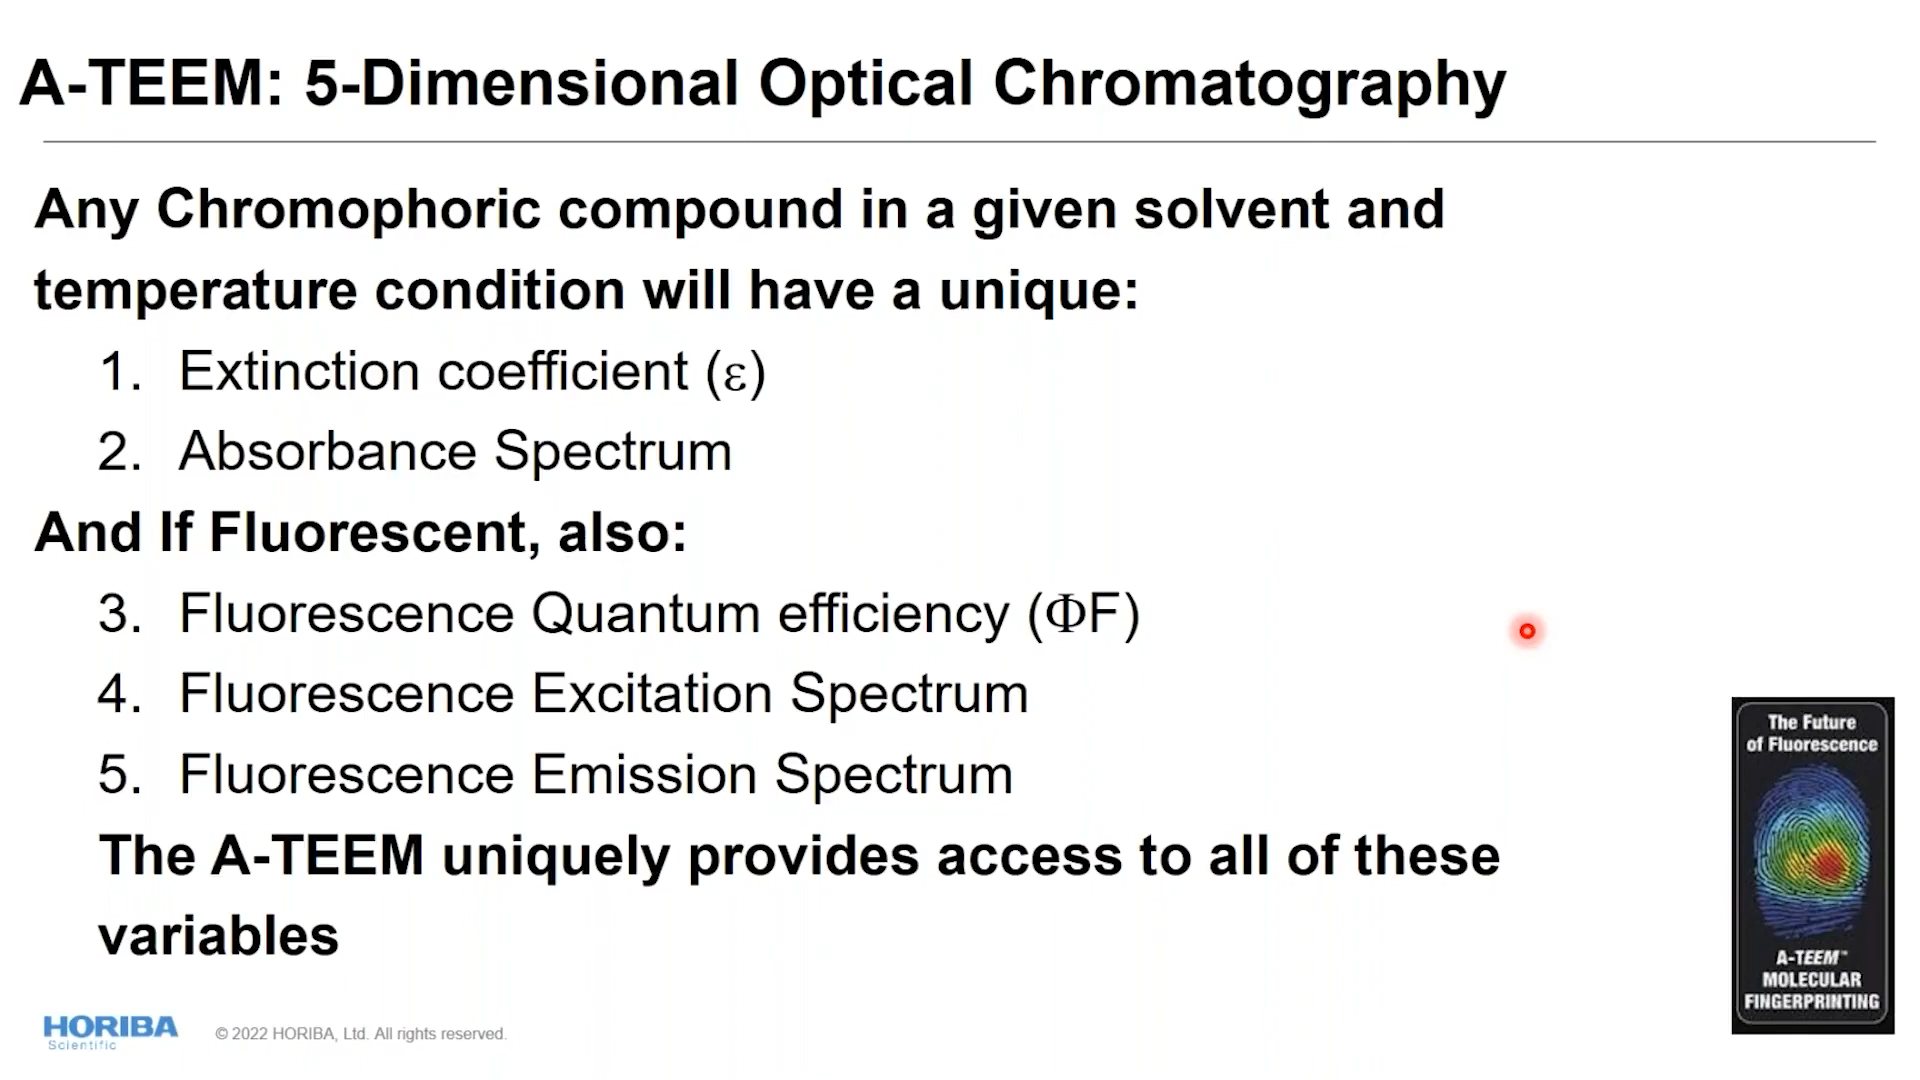 A-TEEM: 5-Dimensional Optical Chromatography
Any Chromophoric compound in a given solvent and
temperature condition will have a unique:
1. Extinction coefficient (ε)
2. Absorbance Spectrum
And If Fluorescent, also:
3. Fluorescence Quantum efficiency (ΦF)
4. Fluorescence Excitation Spectrum
5. Fluorescence Emission Spectrum
The A-TEEM uniquely provides access to all of these
variables
The Future
of Fluorescence
A-TEEM™
MOLECULAR
FINGERPRINTING
HORIBA
Scientific
© 2022 HORIBA, Ltd. All rights reserved.